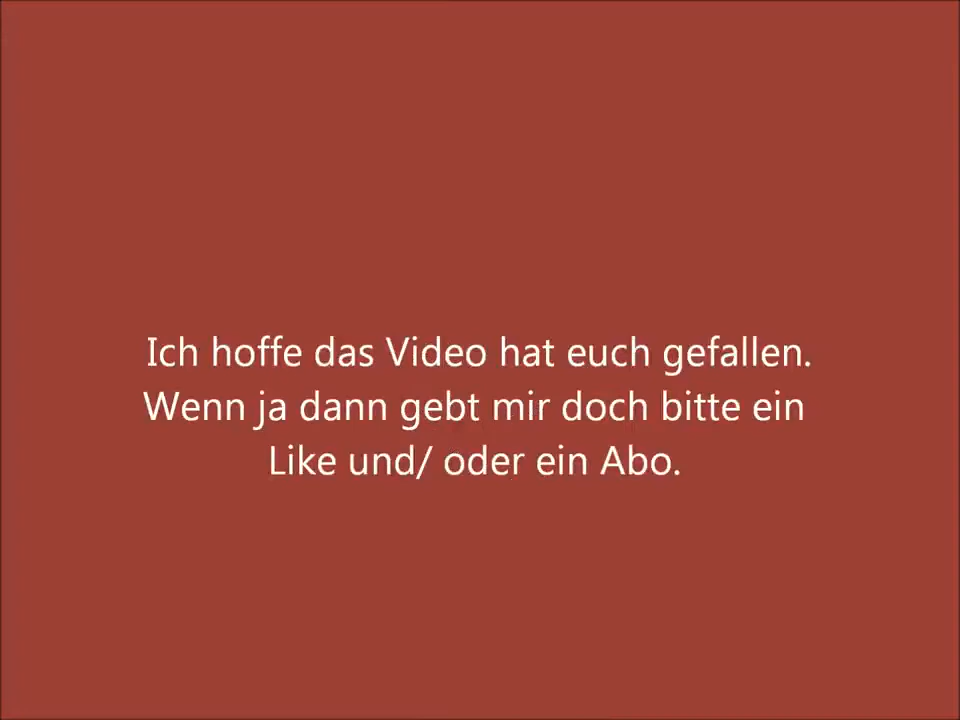 Ich hoffe das Video hat euch gefallen.
Wenn ja dann gebt mir doch bitte ein
Like und/ oder ein Abo.